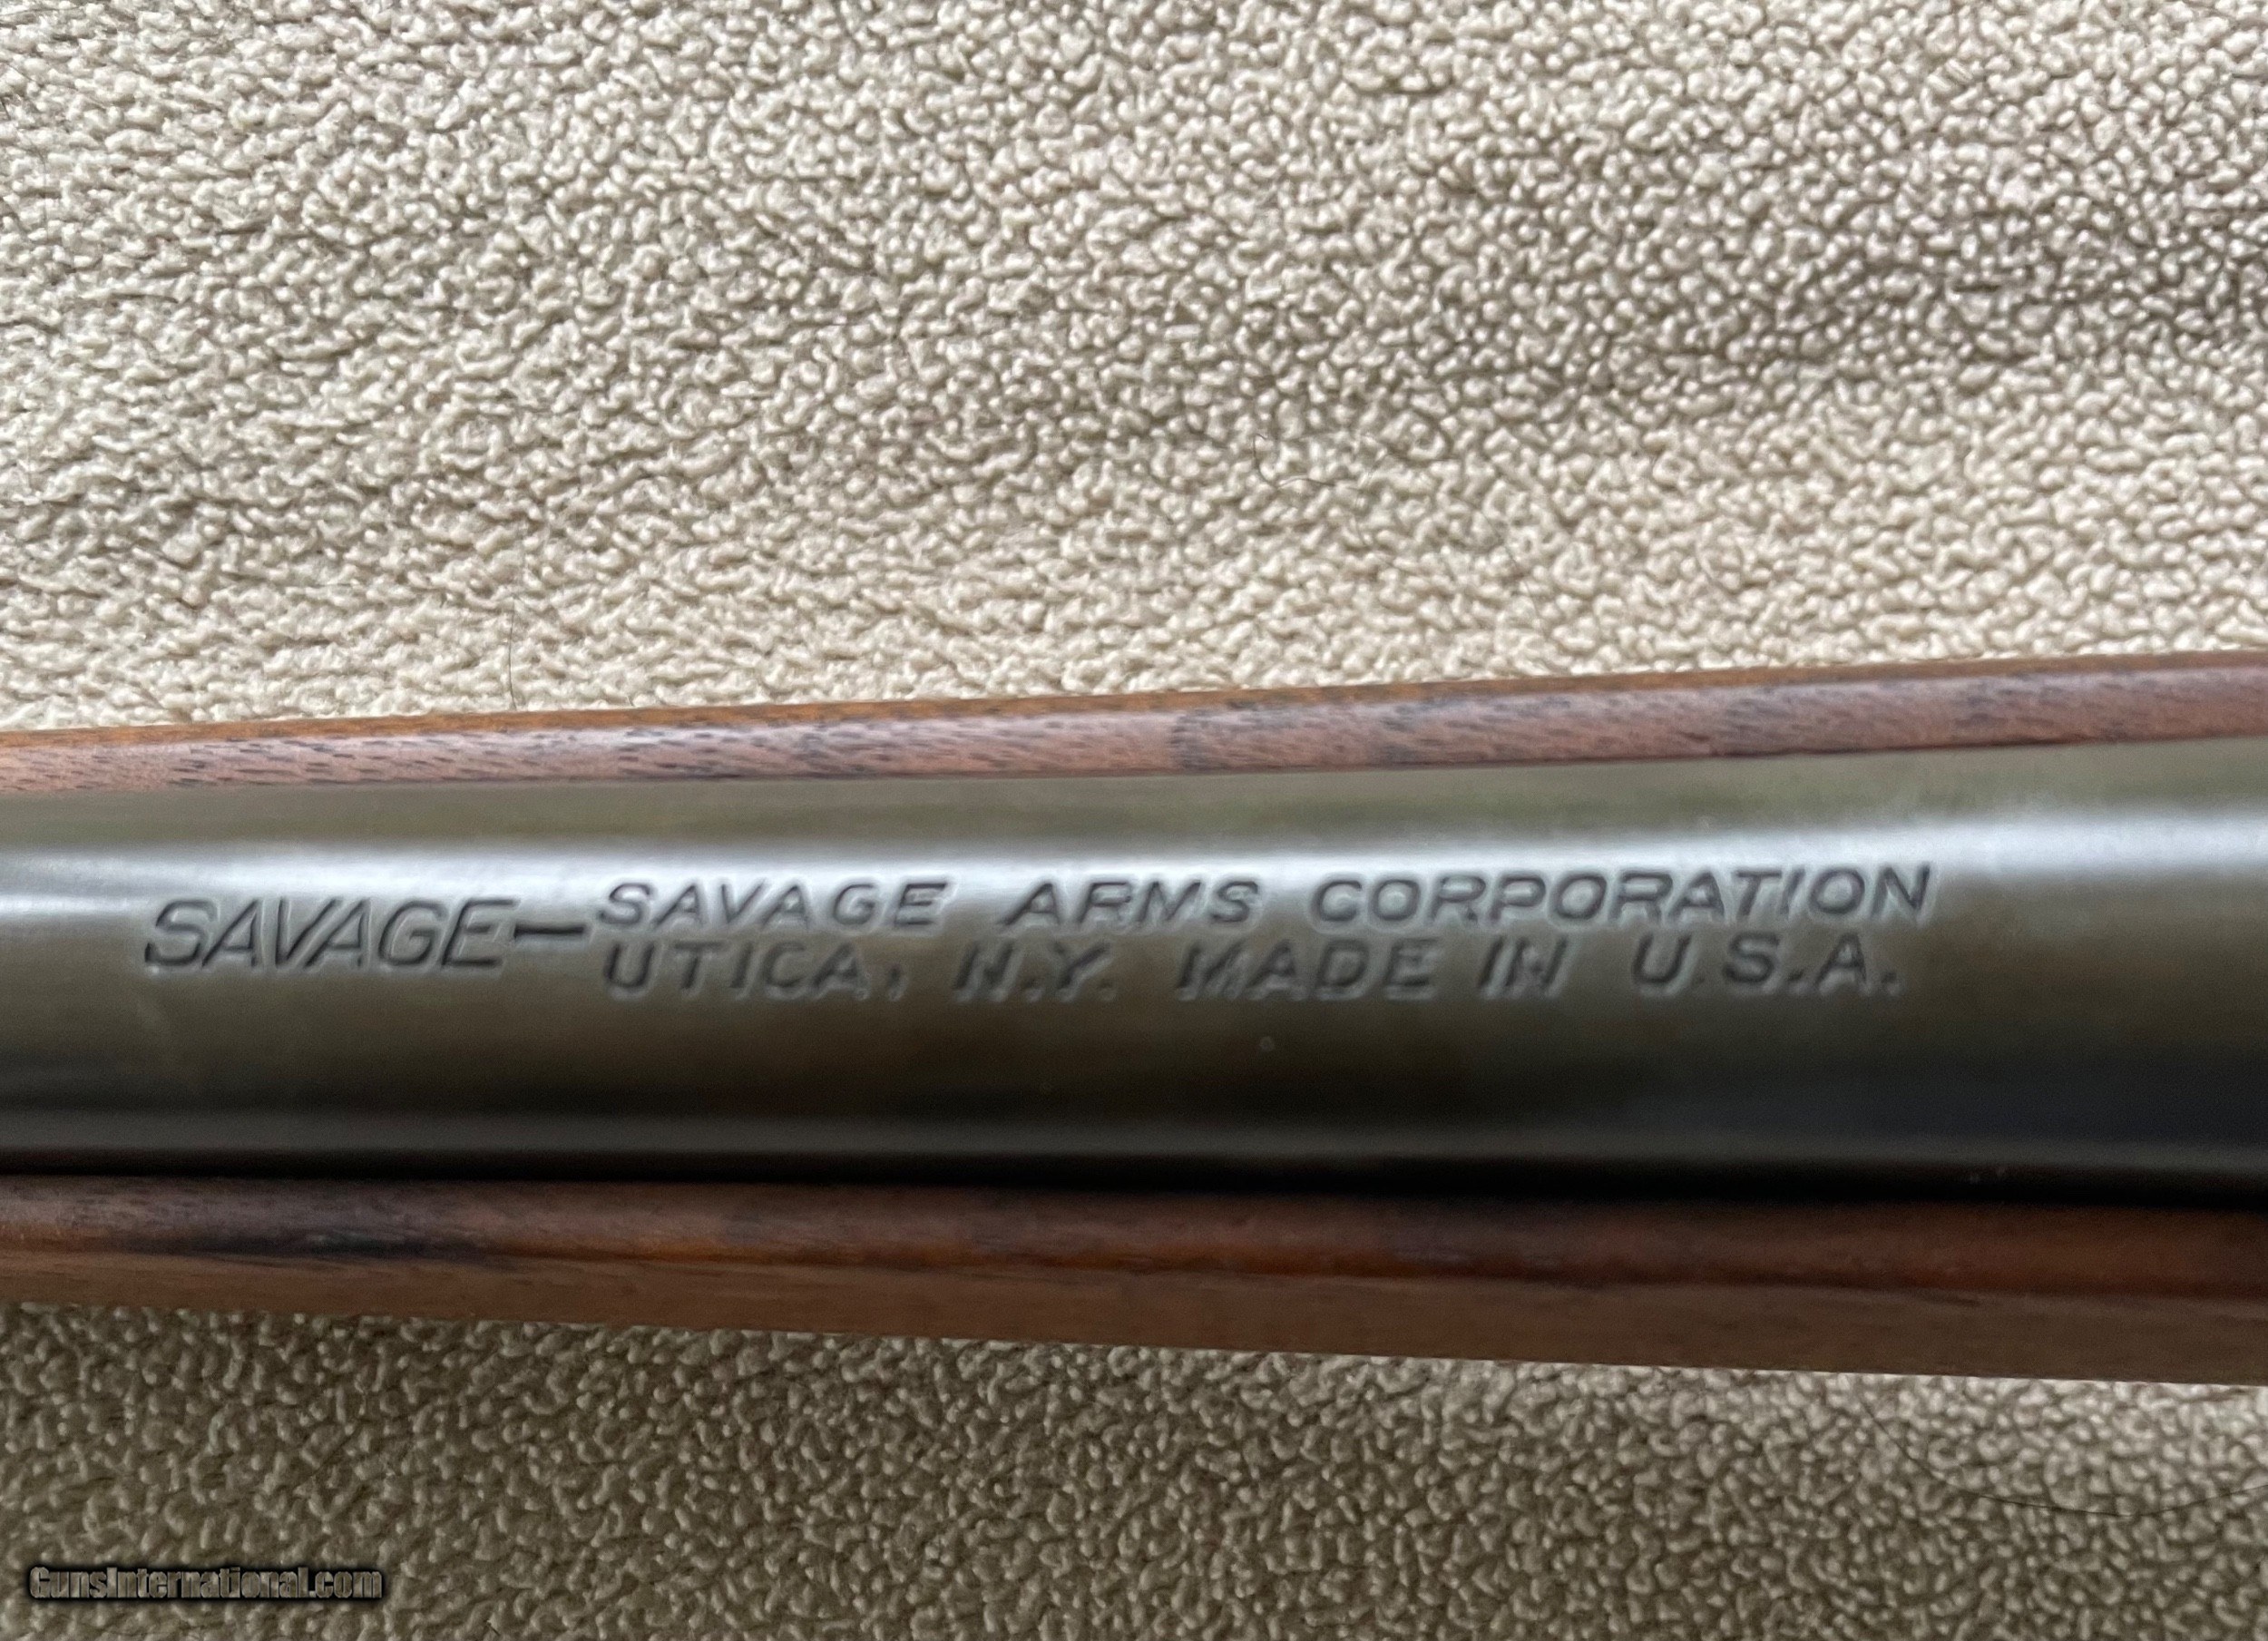 SAVAGE—SAVAGE ARMS CORPORATION
UTICA, N.Y. MADE IN U.S.A.
GunsInternational.com